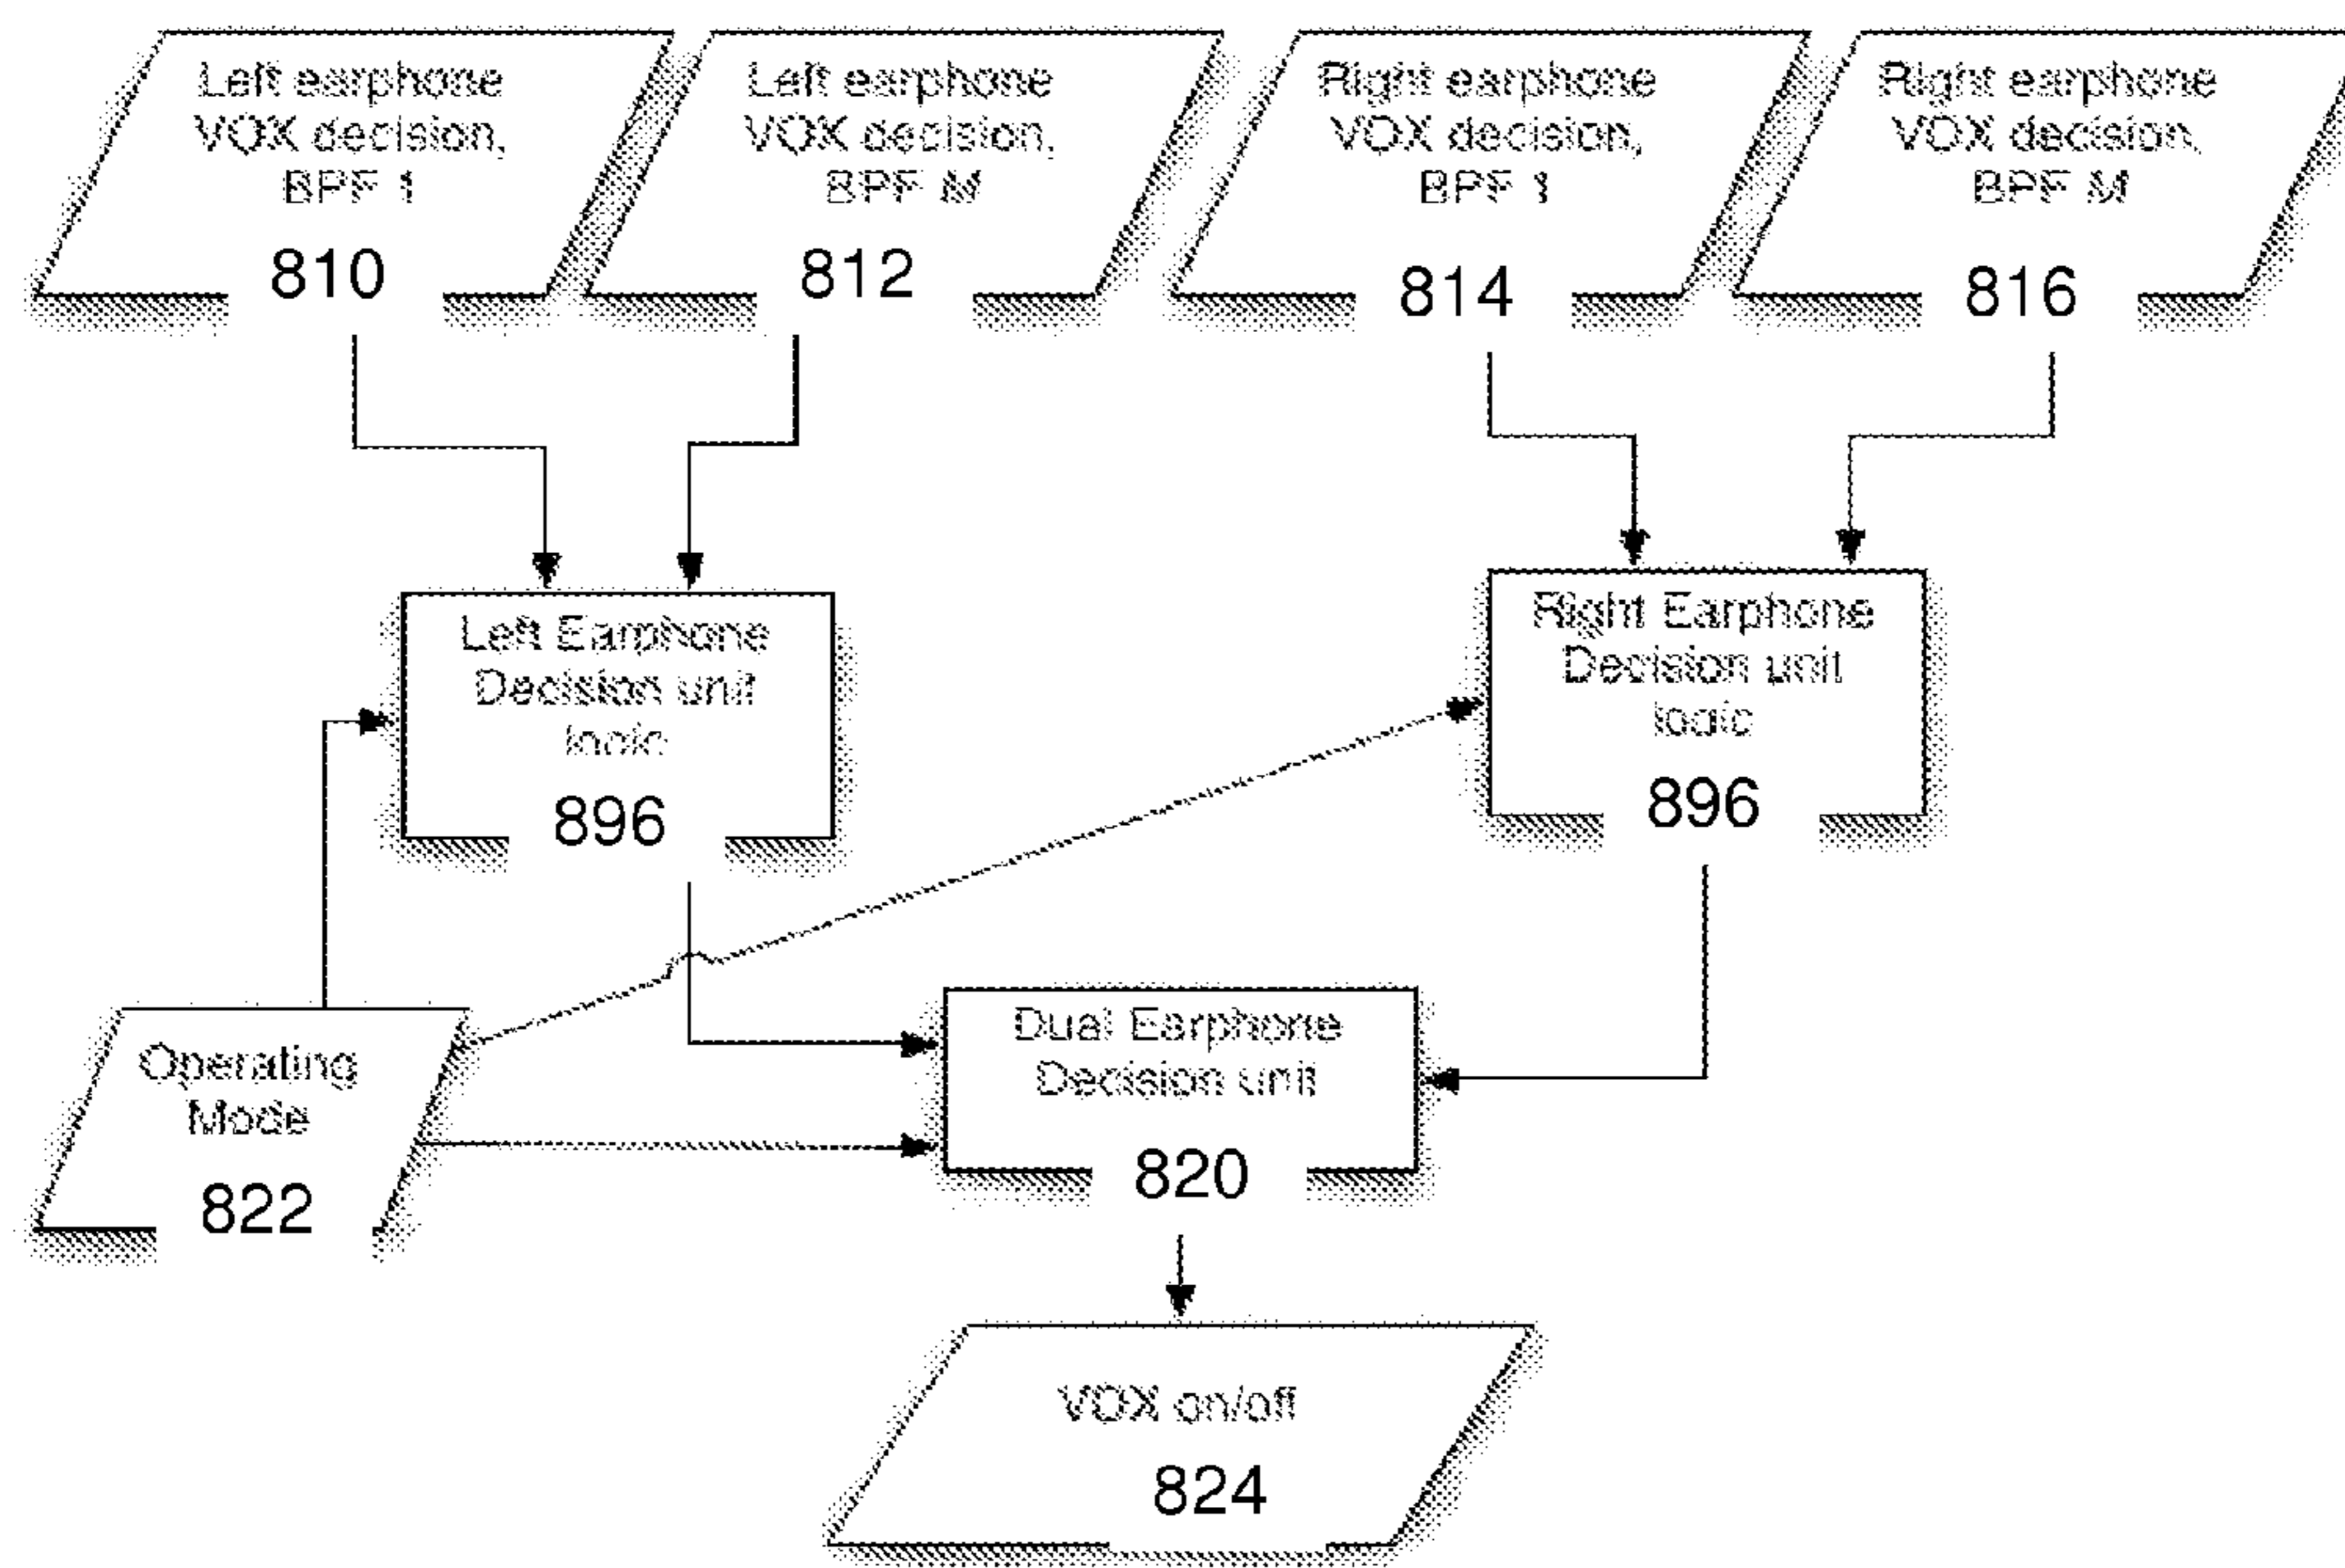 Left earphone
VOX decision,
BPF 1
810
Left earphone
VOX decision,
BPF M
812
Right earphone
VOX decision,
BPF 1
814
Right earphone
VOX decision,
BPF M
816
Left Earphone
Decision unit
logic
896
Right Earphone
Decision unit
logic
896
Operating
Mode
822
Dual Earphone
Decision unit
820
VOX on/off
824